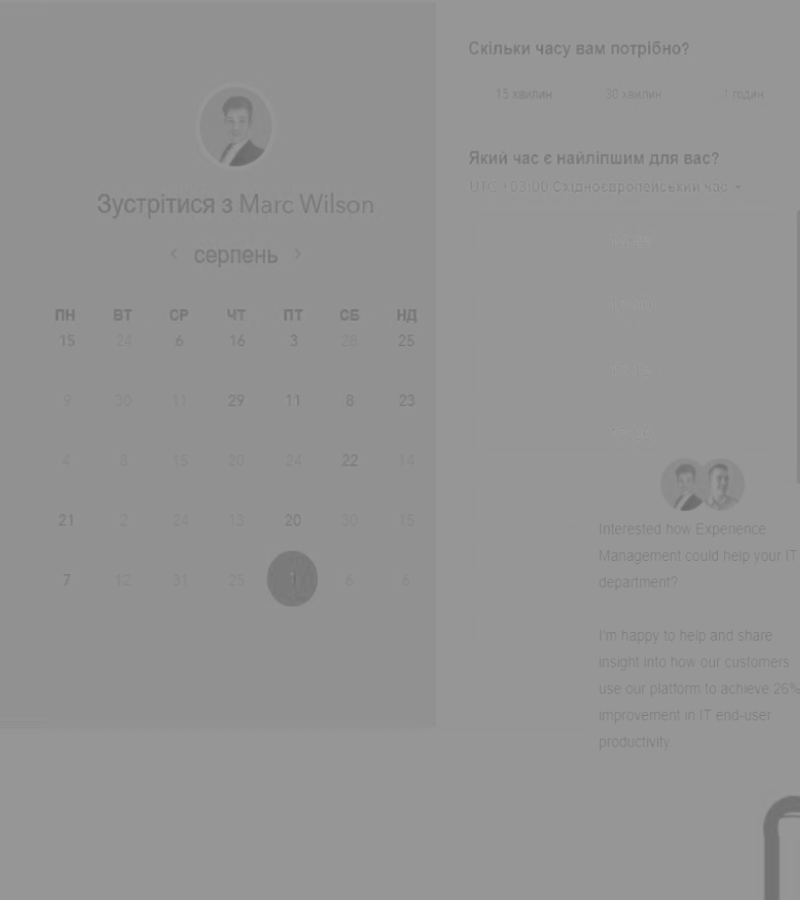 Зустрітися з Marc Wilson
серпень
ПН ВТ СР ЧТ ПТ СБ НД
15 24 6 16 3 28 25
9 30 11 29 11 8 23
4 8 15 20 24 22 14
21 2 24 13 20 30 15
7 12 31 25 1 6 6
Скільки часу вам потрібно?
15 хвилин 30 хвилин 1 годин
Який час є найліпшим для вас?
UTC +03:00 Східноєвропейський час
Interested how Experience
Management could help your IT
department?
I'm happy to help and share
insight into how our customers
use our platform to achieve 26%
improvement in IT end-user
productivity